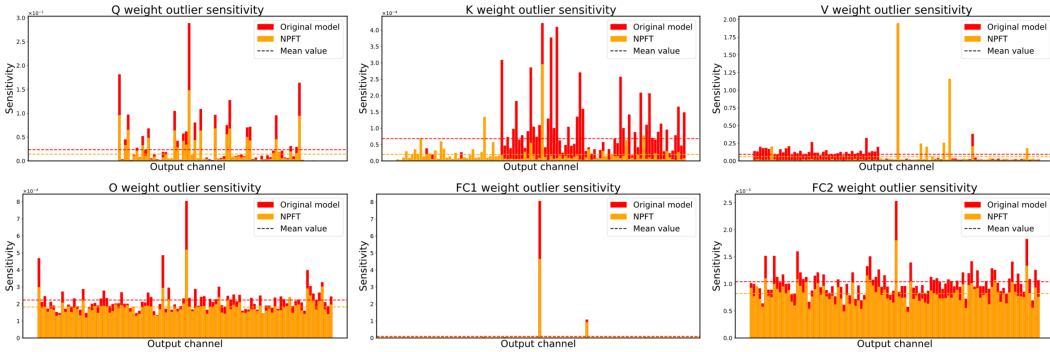 Q weight outlier sensitivity
Sensitivity
3.0
2.5
2.0
1.5
1.0
0.5
0.0
Original model
NPFT
Mean value
Output channel
K weight outlier sensitivity
Sensitivity
×10⁻⁴
4.0
3.5
3.0
2.5
2.0
1.5
1.0
0.5
0.0
Original model
NPFT
Mean value
Output channel
V weight outlier sensitivity
Sensitivity
2.00
1.75
1.50
1.25
1.00
0.75
0.50
0.25
0.00
Original model
NPFT
Mean value
Output channel
O weight outlier sensitivity
Sensitivity
8
7
6
5
4
3
2
1
0
Original model
NPFT
Mean value
Output channel
FC1 weight outlier sensitivity
Sensitivity
8
7
6
5
4
3
2
1
0
Original model
NPFT
Mean value
Output channel
FC2 weight outlier sensitivity
Sensitivity
2.5
2.0
1.5
1.0
0.5
0.0
Original model
NPFT
Mean value
Output channel